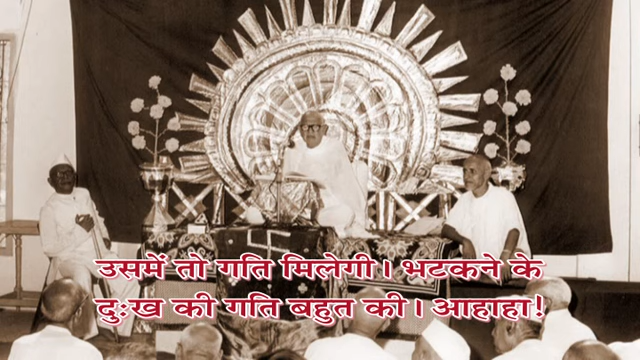 उसमें तो गति मिलेगी। भटकने के
दुःख की गति बहुत की। आहाहा!